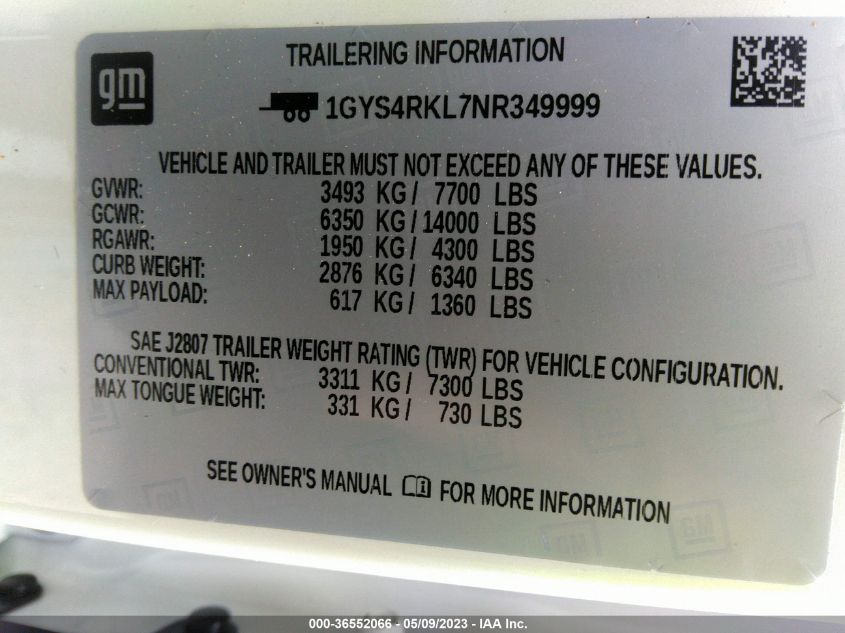 gm
TRAILERING INFORMATION
1GYS4RKL7NR349999
VEHICLE AND TRAILER MUST NOT EXCEED ANY OF THESE VALUES.
GVWR: 3493 KG/ 7700 LBS
GCWR: 6350 KG/14000 LBS
RGAWR: 1950 KG/ 4300 LBS
CURB WEIGHT: 2876 KG/ 6340 LBS
MAX PAYLOAD: 617 KG/ 1360 LBS
SAE J2807 TRAILER WEIGHT RATING (TWR) FOR VEHICLE CONFIGURATION.
CONVENTIONAL TWR: 3311 KG/ 7300 LBS
MAX TONGUE WEIGHT: 331 KG/ 730 LBS
SEE OWNER'S MANUAL FOR MORE INFORMATION
GM
GM
GM
000-36552066 - 05/09/2023 - IAA Inc.